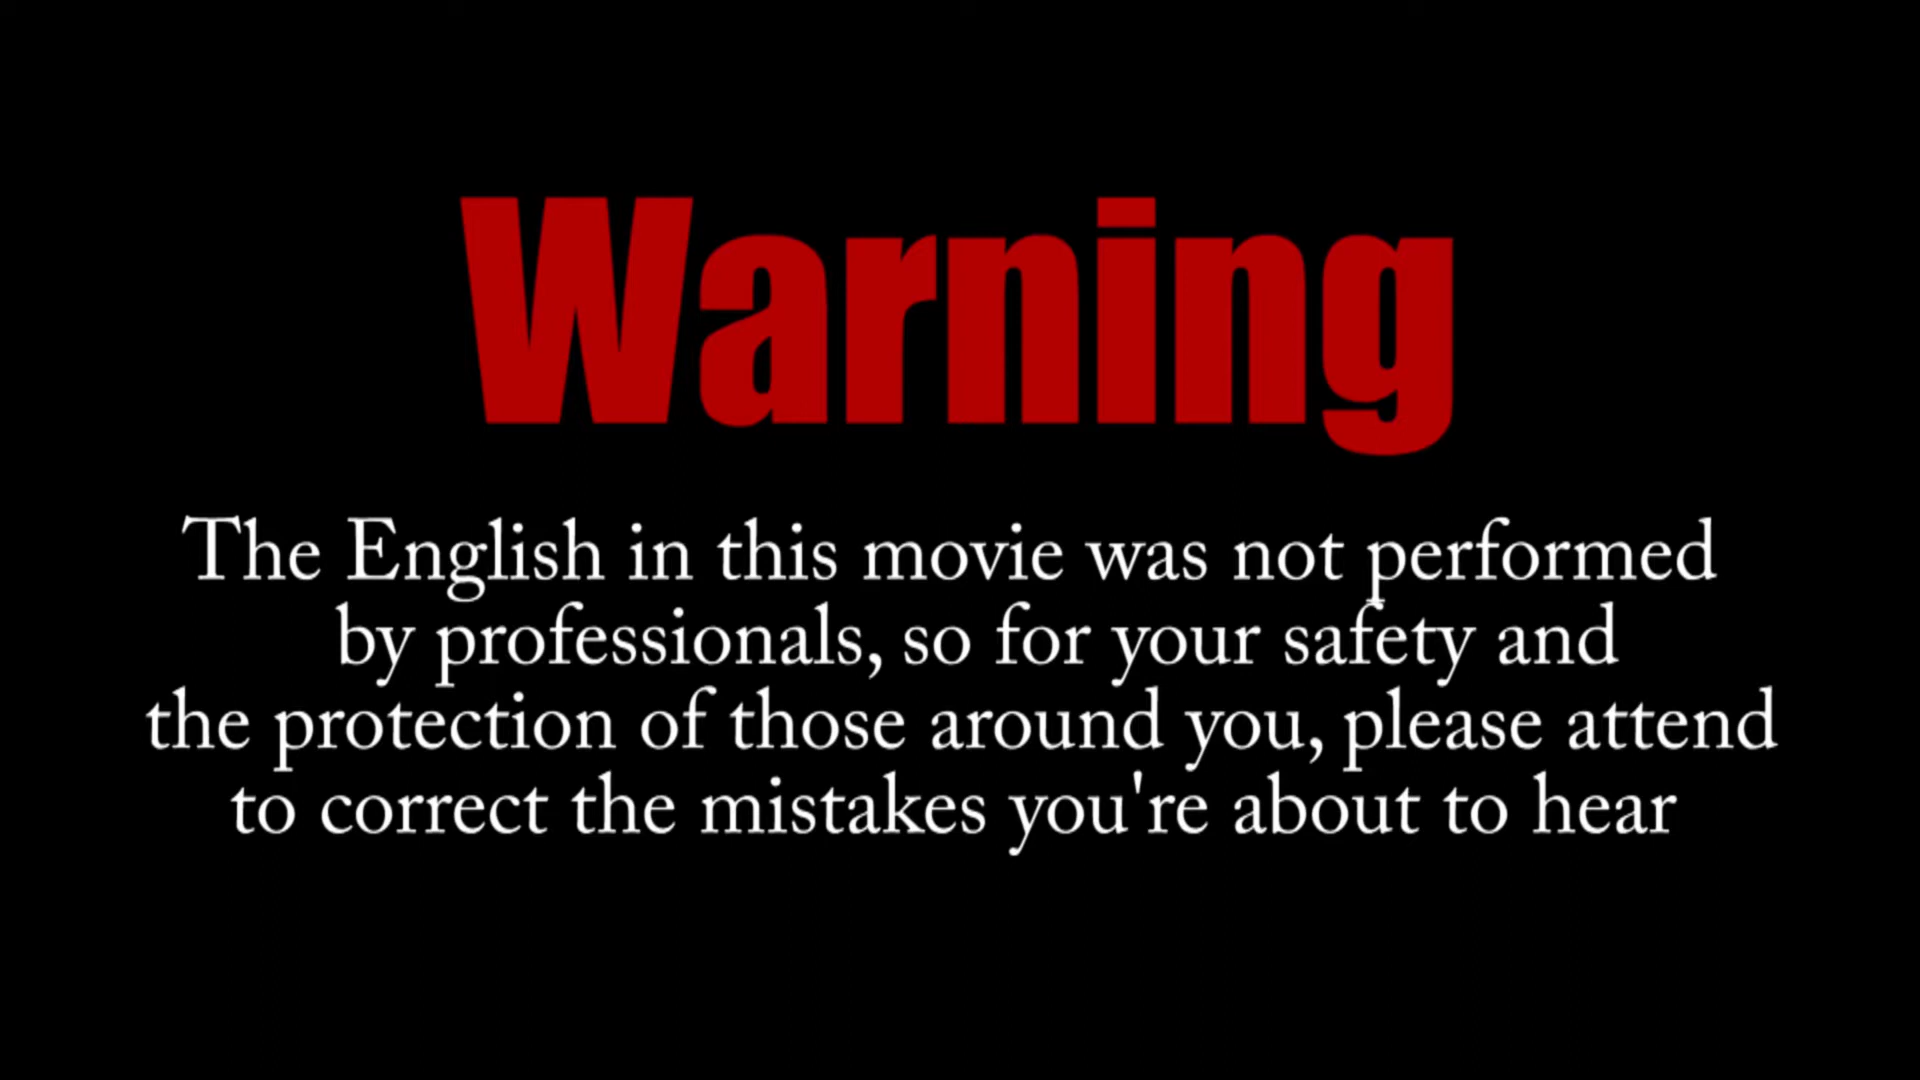 Warning
The English in this movie was not performed
by professionals, so for your safety and
the protection of those around you, please attend
to correct the mistakes you're about to hear